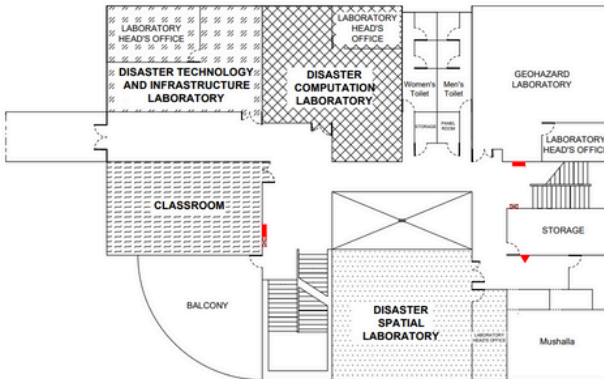 LABORATORY
HEAD'S OFFICE
DISASTER TECHNOLOGY
AND INFRASTRUCTURE
LABORATORY
LABORATORY
HEAD'S
OFFICE
DISASTER
COMPUTATION
LABORATORY
Women's
Toilet
Men's
Toilet
STORAGE
PANEL
ROOM
GEOHAZARD
LABORATORY
LABORATORY
HEAD'S OFFICE
CLASSROOM
STORAGE
BALCONY
DISASTER
SPATIAL
LABORATORY
LABORATORY
HEAD'S OFFICE
Mushalla